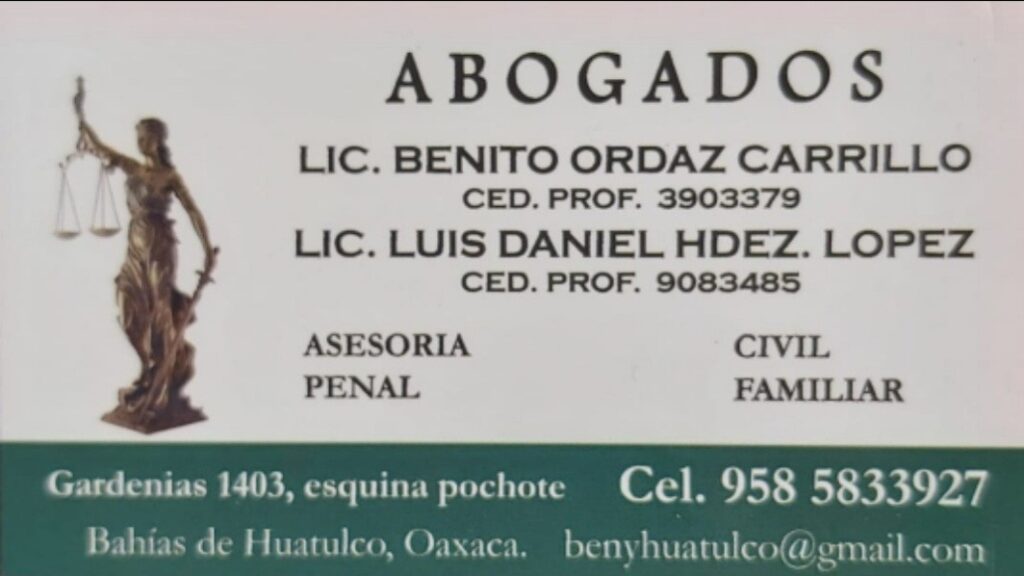 ABOGADOS
LIC. BENITO ORDAZ CARRILLO
CED. PROF. 3903379
LIC. LUIS DANIEL HDEZ. LOPEZ
CED. PROF. 9083485
ASESORIA CIVIL
PENAL FAMILIAR
Gardenias 1403, esquina pochote Cel. 958 5833927
Bahías de Huatulco, Oaxaca. benyhuatulco@gmail.com